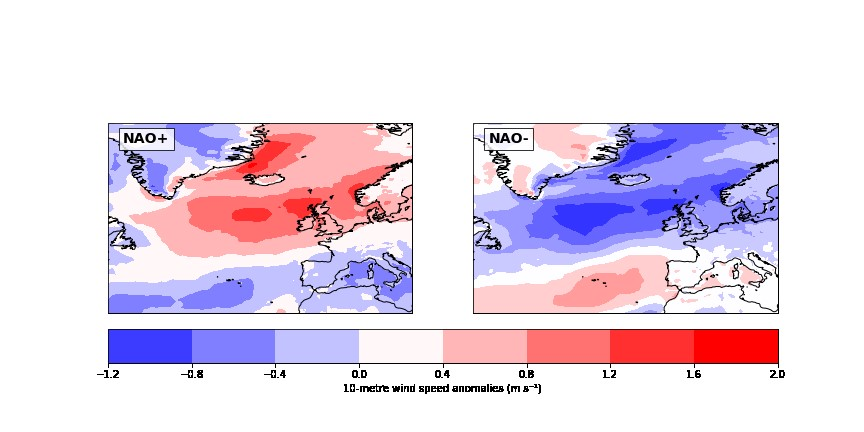 NAO+
NAO-
−1.2 −0.8 −0.4 0.0 0.4 0.8 1.2 1.6 2.0
10-metre wind speed anomalies (m s⁻¹)